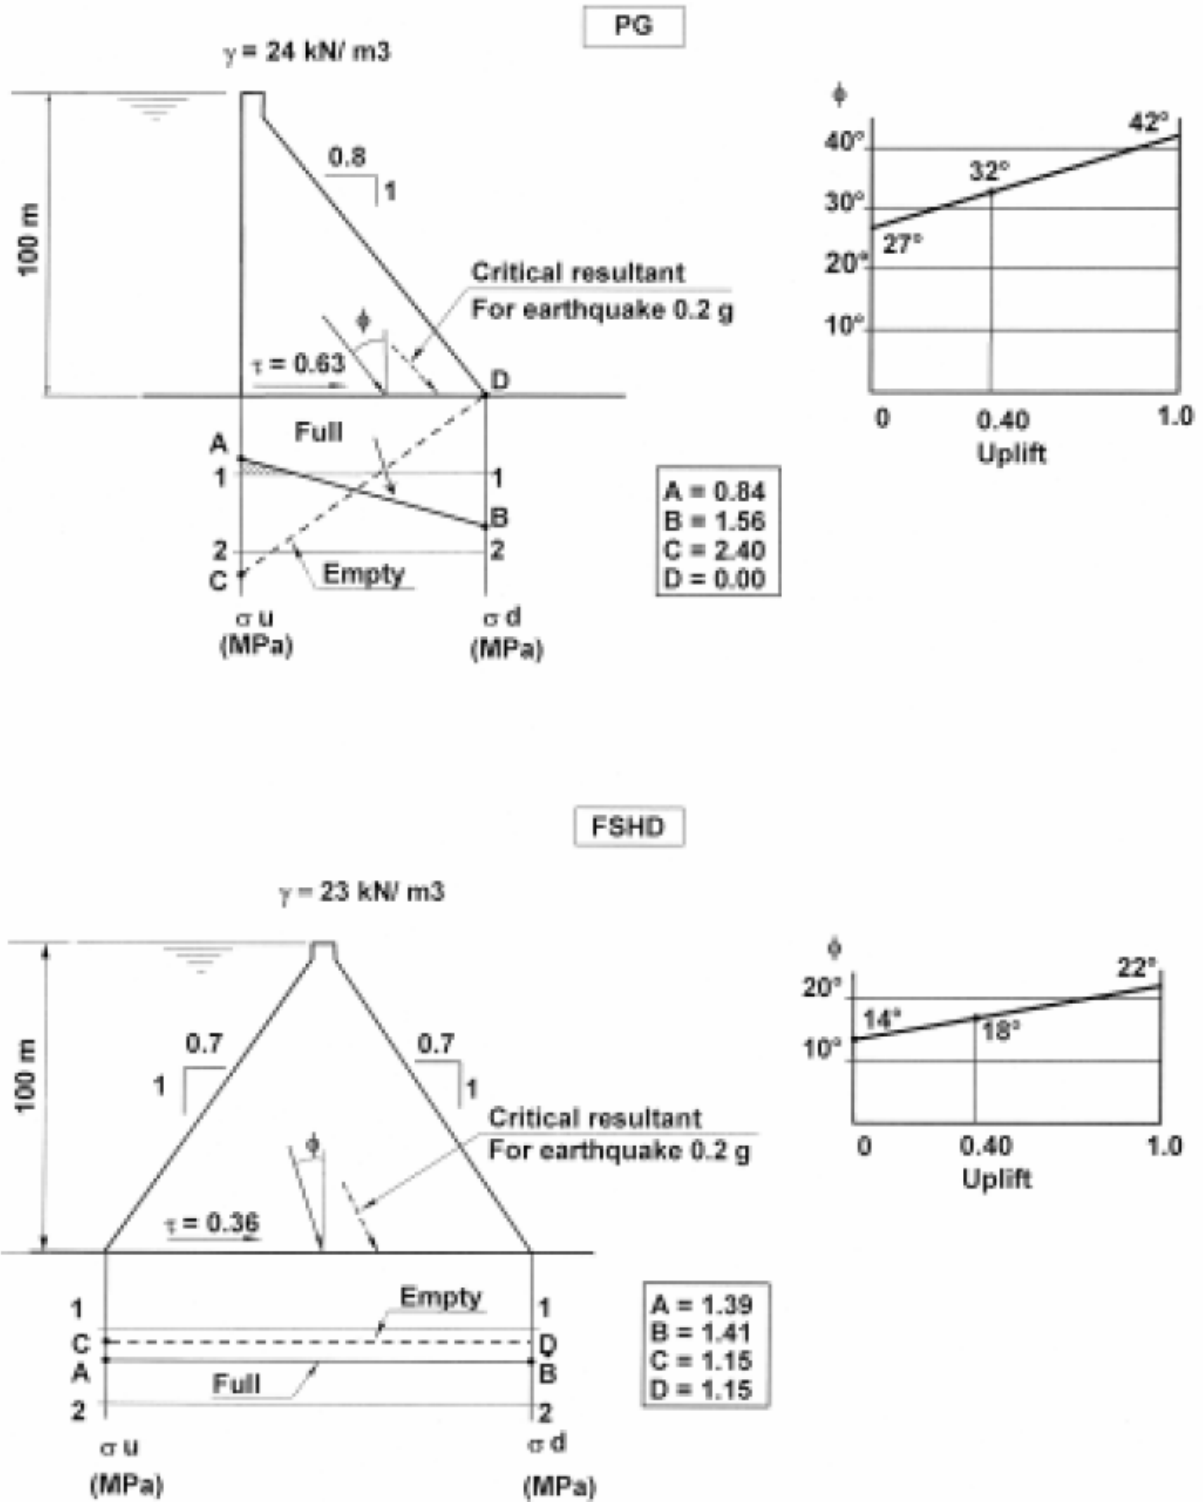 PG
γ = 24 kN/ m3
100 m
0.8
1
Critical resultant
For earthquake 0.2 g
ϕ
τ = 0.63
D
Full
A
1
1
B
2
2
C
Empty
σ u
(MPa)
σ d
(MPa)
ϕ
40°
30°
20°
10°
42°
32°
27°
0
0.40
1.0
Uplift
A = 0.84
B = 1.56
C = 2.40
D = 0.00
FSHD
γ = 23 kN/ m3
100 m
0.7
1
0.7
1
Critical resultant
For earthquake 0.2 g
ϕ
τ = 0.36
1
1
Empty
C
D
A
B
Full
2
2
σ u
(MPa)
σ d
(MPa)
ϕ
20°
10°
14°
18°
22°
0
0.40
1.0
Uplift
A = 1.39
B = 1.41
C = 1.15
D = 1.15